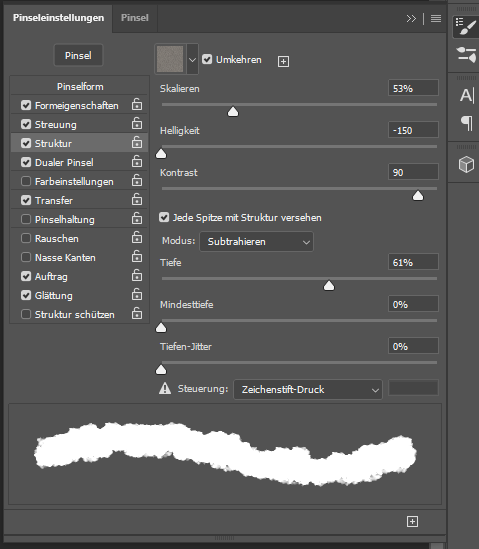 Pinseleinstellungen Pinsel
Pinsel
Umkehren
Pinselform
Formeigenschaften
Streuung
Struktur
Dualer Pinsel
Farbeinstellungen
Transfer
Pinselhaltung
Rauschen
Nasse Kanten
Auftrag
Glättung
Struktur schützen
Skalieren 53%
Helligkeit -150
Kontrast 90
Jede Spitze mit Struktur versehen
Modus: Subtrahieren
Tiefe 61%
Mindesttiefe 0%
Tiefen-Jitter 0%
Steuerung: Zeichenstift-Druck
A